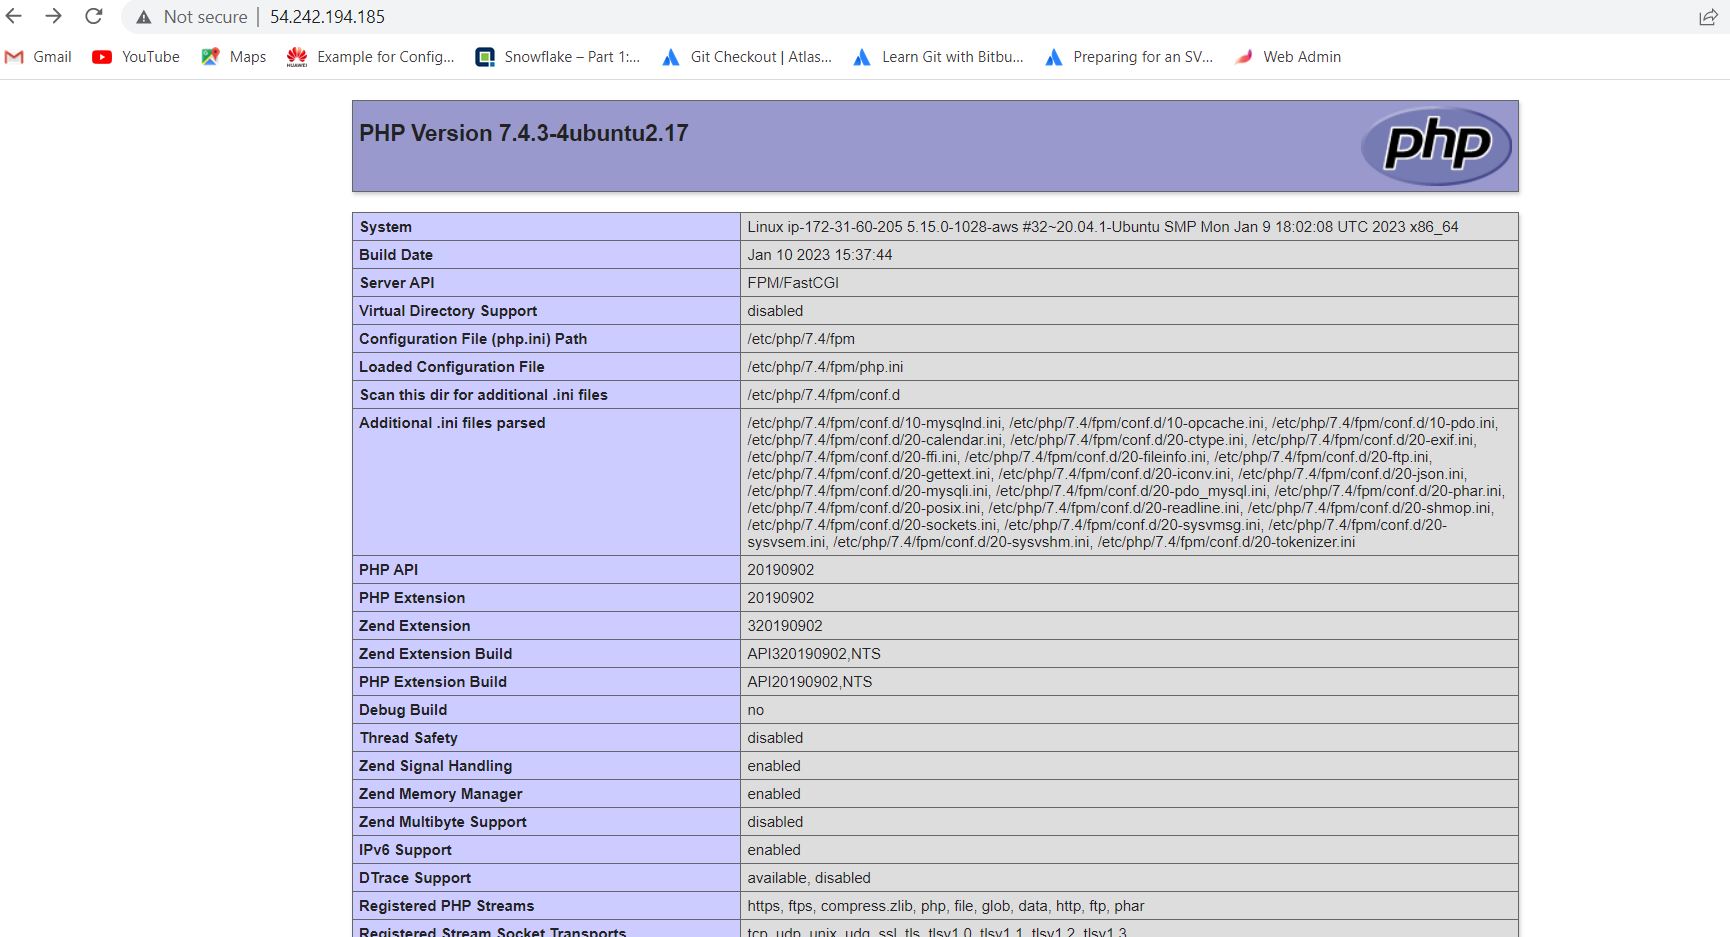 Not secure | 54.242.194.185
Gmail YouTube Maps Example for Config... Snowflake – Part 1:... Git Checkout | Atlas... Learn Git with Bitbu... Preparing for an SV... Web Admin
HUAWEI
PHP Version 7.4.3-4ubuntu2.17
php
System Linux ip-172-31-60-205 5.15.0-1028-aws #32~20.04.1-Ubuntu SMP Mon Jan 9 18:02:08 UTC 2023 x86_64
Build Date Jan 10 2023 15:37:44
Server API FPM/FastCGI
Virtual Directory Support disabled
Configuration File (php.ini) Path /etc/php/7.4/fpm
Loaded Configuration File /etc/php/7.4/fpm/php.ini
Scan this dir for additional .ini files /etc/php/7.4/fpm/conf.d
Additional .ini files parsed /etc/php/7.4/fpm/conf.d/10-mysqlnd.ini, /etc/php/7.4/fpm/conf.d/10-opcache.ini, /etc/php/7.4/fpm/conf.d/10-pdo.ini,
/etc/php/7.4/fpm/conf.d/20-calendar.ini, /etc/php/7.4/fpm/conf.d/20-ctype.ini, /etc/php/7.4/fpm/conf.d/20-exif.ini,
/etc/php/7.4/fpm/conf.d/20-ffi.ini, /etc/php/7.4/fpm/conf.d/20-fileinfo.ini, /etc/php/7.4/fpm/conf.d/20-ftp.ini,
/etc/php/7.4/fpm/conf.d/20-gettext.ini, /etc/php/7.4/fpm/conf.d/20-iconv.ini, /etc/php/7.4/fpm/conf.d/20-json.ini,
/etc/php/7.4/fpm/conf.d/20-mysqli.ini, /etc/php/7.4/fpm/conf.d/20-pdo_mysql.ini, /etc/php/7.4/fpm/conf.d/20-phar.ini,
/etc/php/7.4/fpm/conf.d/20-posix.ini, /etc/php/7.4/fpm/conf.d/20-readline.ini, /etc/php/7.4/fpm/conf.d/20-shmop.ini,
/etc/php/7.4/fpm/conf.d/20-sockets.ini, /etc/php/7.4/fpm/conf.d/20-sysvmsg.ini, /etc/php/7.4/fpm/conf.d/20-
sysvsem.ini, /etc/php/7.4/fpm/conf.d/20-sysvshm.ini, /etc/php/7.4/fpm/conf.d/20-tokenizer.ini
PHP API 20190902
PHP Extension 20190902
Zend Extension 320190902
Zend Extension Build API320190902,NTS
PHP Extension Build API20190902,NTS
Debug Build no
Thread Safety disabled
Zend Signal Handling enabled
Zend Memory Manager enabled
Zend Multibyte Support disabled
IPv6 Support enabled
DTrace Support available, disabled
Registered PHP Streams https, ftps, compress.zlib, php, file, glob, data, http, ftp, phar
Registered Stream Socket Transports tcp, udp, unix, udg, ssl, tls, tlsv1.0, tlsv1.1, tlsv1.2, tlsv1.3